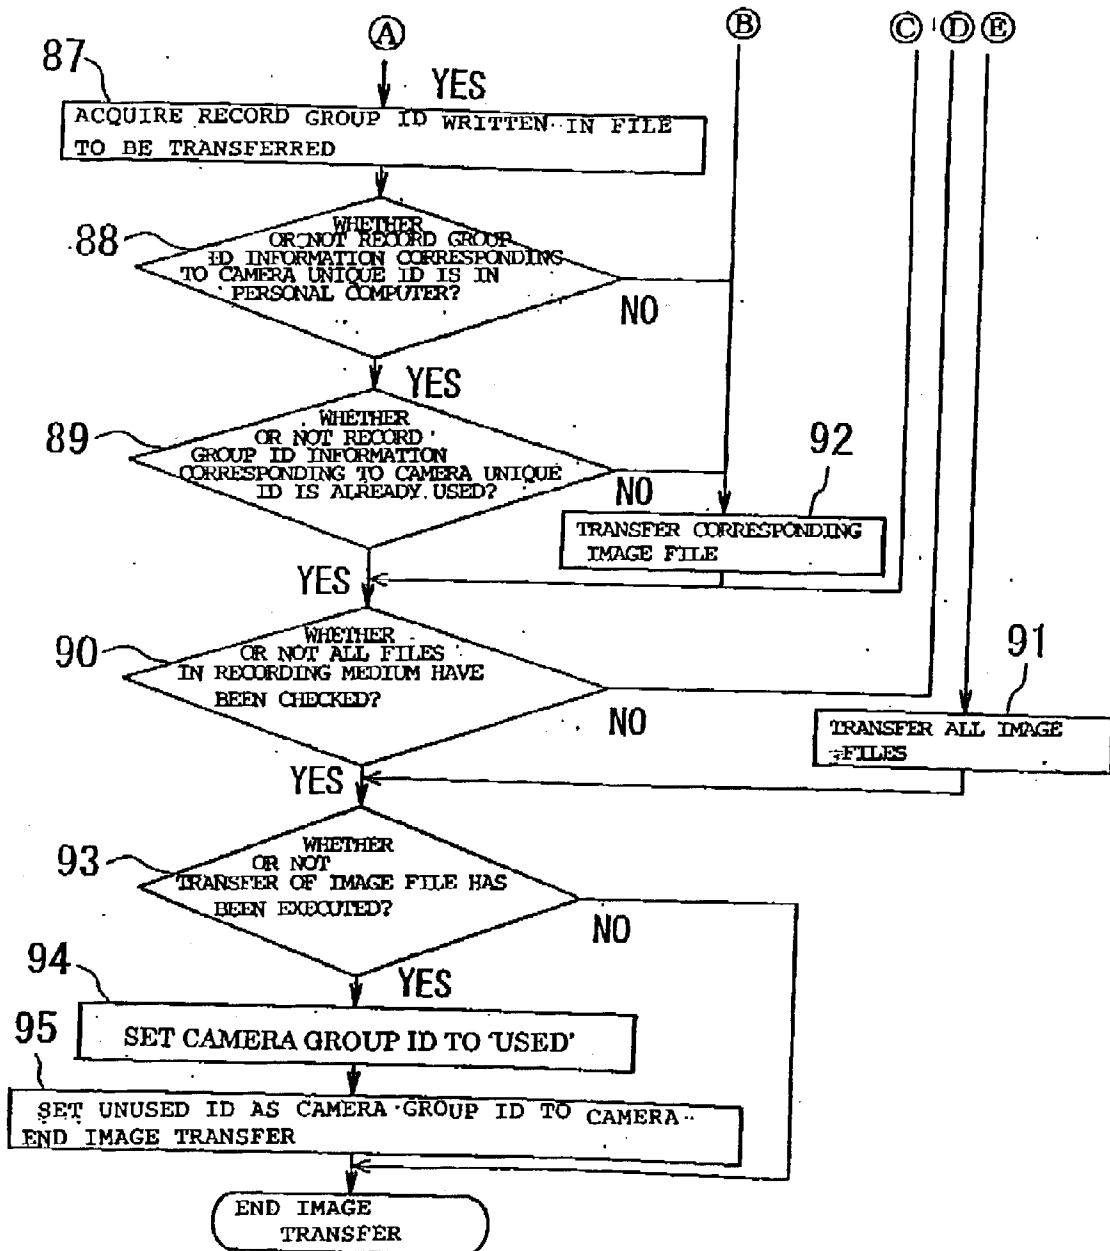 Ⓐ
Ⓑ
Ⓒ Ⓓ Ⓔ
87
YES
ACQUIRE RECORD GROUP ID WRITTEN IN FILE
TO BE TRANSFERRED
88
WHETHER
OR NOT RECORD GROUP
ID INFORMATION CORRESPONDING
TO CAMERA UNIQUE ID IS IN
PERSONAL COMPUTER?
NO
YES
89
WHETHER
OR NOT RECORD
GROUP ID INFORMATION
CORRESPONDING TO CAMERA UNIQUE
ID IS ALREADY USED?
NO
92
TRANSFER CORRESPONDING
IMAGE FILE
YES
90
WHETHER
OR NOT ALL FILES
IN RECORDING MEDIUM HAVE
BEEN CHECKED?
NO
91
TRANSFER ALL IMAGE
FILES
YES
93
WHETHER
OR NOT
TRANSFER OF IMAGE FILE HAS
BEEN EXECUTED?
NO
YES
94
SET CAMERA GROUP ID TO 'USED'
95
SET UNUSED ID AS CAMERA GROUP ID TO CAMERA
END IMAGE TRANSFER
END IMAGE
TRANSFER